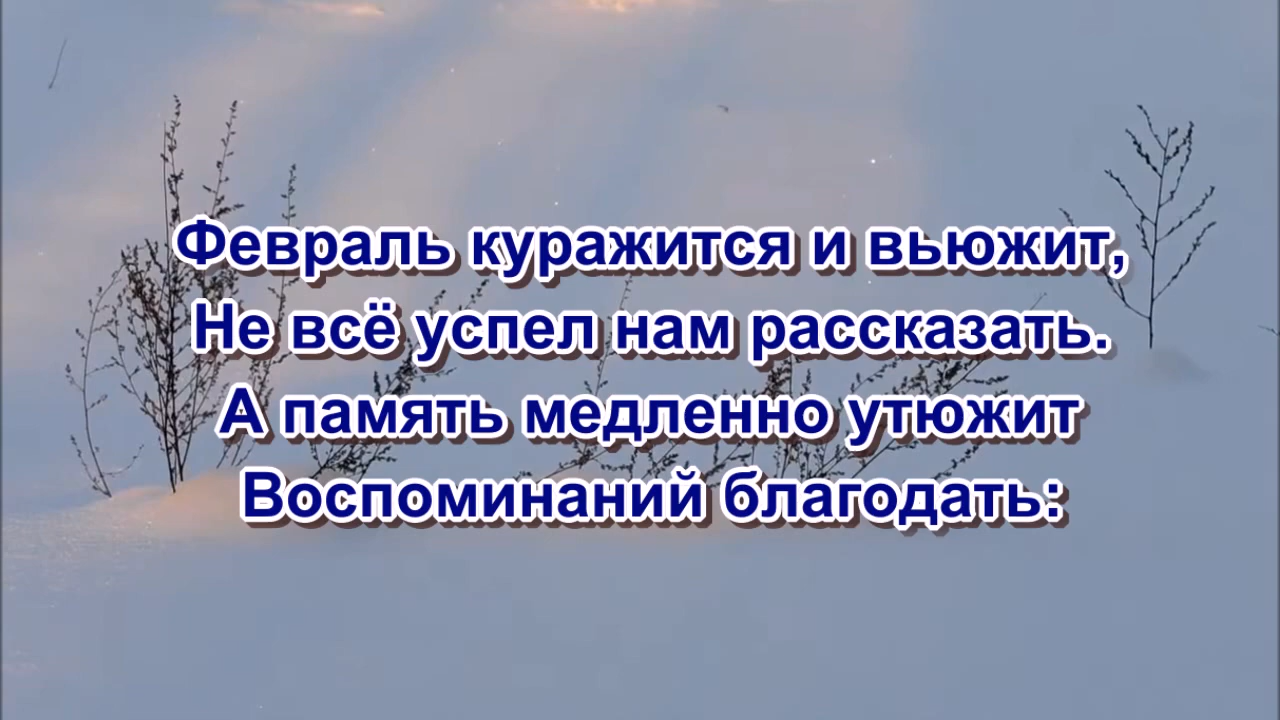 Февраль куражится и вьюжит,
Не всё успел нам рассказать.
А память медленно утюжит
Воспоминаний благодать: